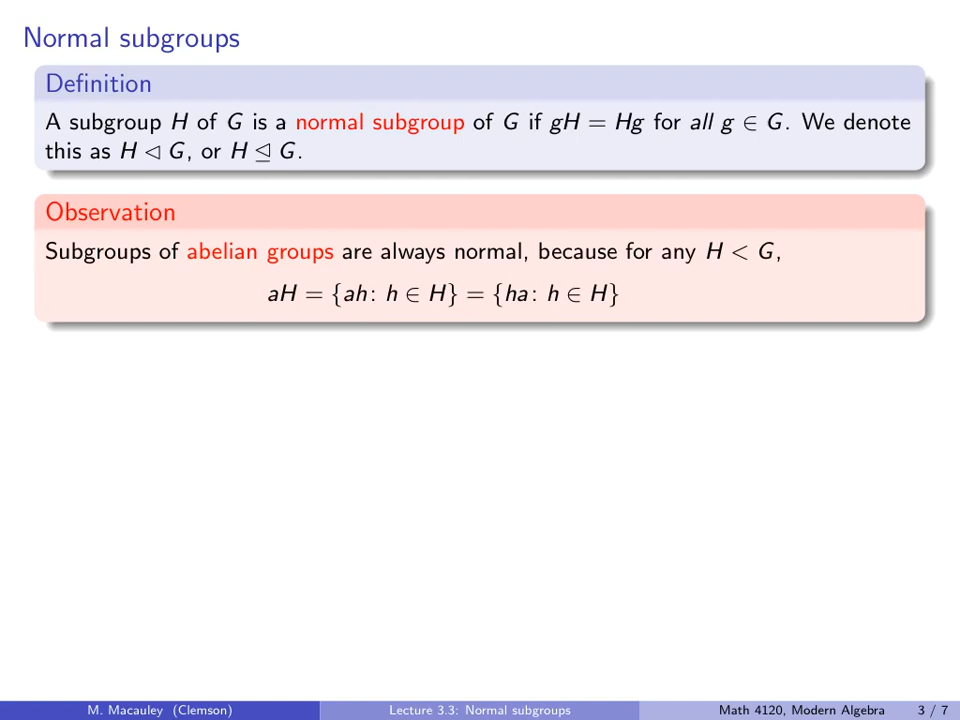 Normal subgroups
Definition
A subgroup H of G is a normal subgroup of G if gH = Hg for all g ∈ G. We denote
this as H ◁ G, or H ⊴ G.
Observation
Subgroups of abelian groups are always normal, because for any H < G,
aH = {ah: h ∈ H} = {ha: h ∈ H}
M. Macauley (Clemson)
Lecture 3.3: Normal subgroups
Math 4120, Modern Algebra
3 / 7